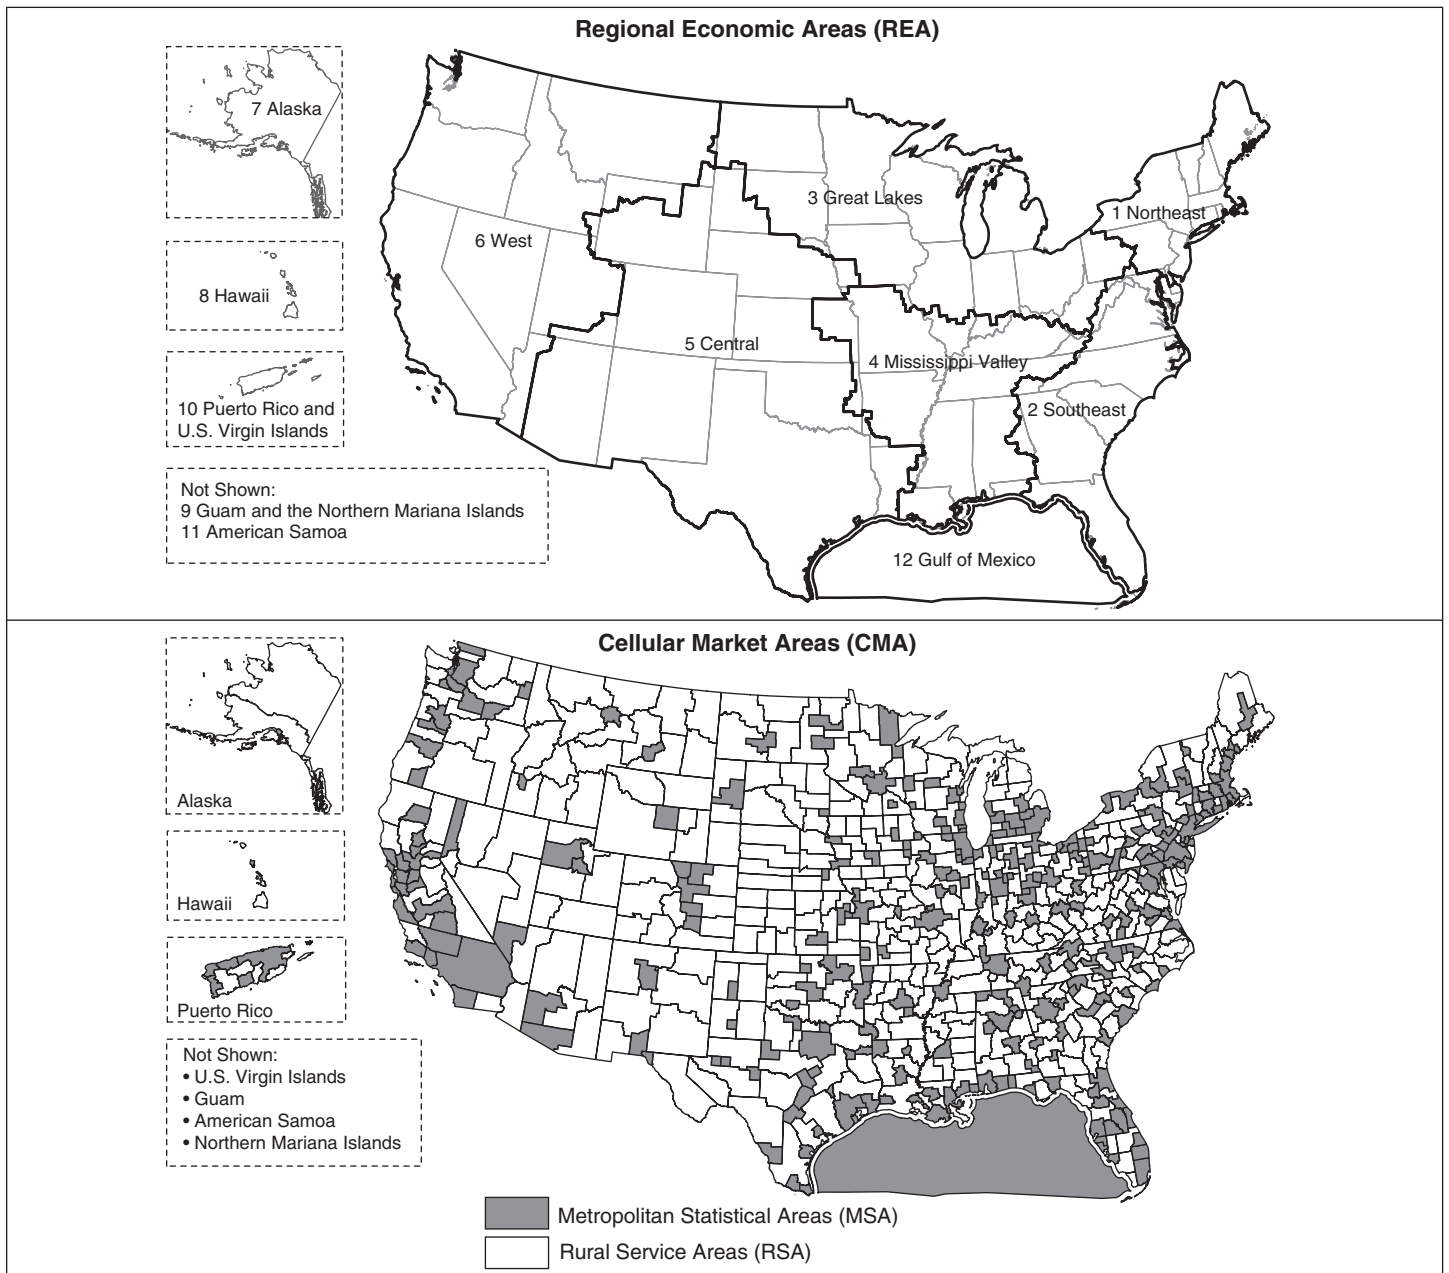 Regional Economic Areas (REA)
7 Alaska
8 Hawaii
10 Puerto Rico and
U.S. Virgin Islands
Not Shown:
9 Guam and the Northern Mariana Islands
11 American Samoa
3 Great Lakes
1 Northeast
6 West
5 Central
4 Mississippi Valley
2 Southeast
12 Gulf of Mexico
Cellular Market Areas (CMA)
Alaska
Hawaii
Puerto Rico
Not Shown:
• U.S. Virgin Islands
• Guam
• American Samoa
• Northern Mariana Islands
Metropolitan Statistical Areas (MSA)
Rural Service Areas (RSA)